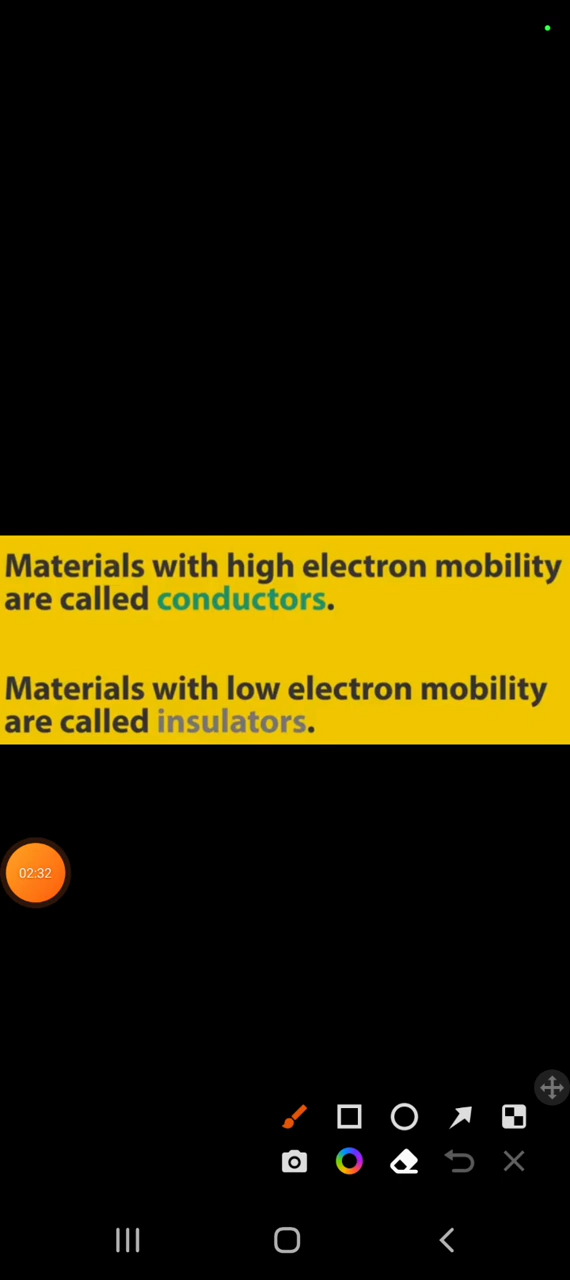 Materials with high electron mobility
are called conductors.
Materials with low electron mobility
are called insulators.
02:32